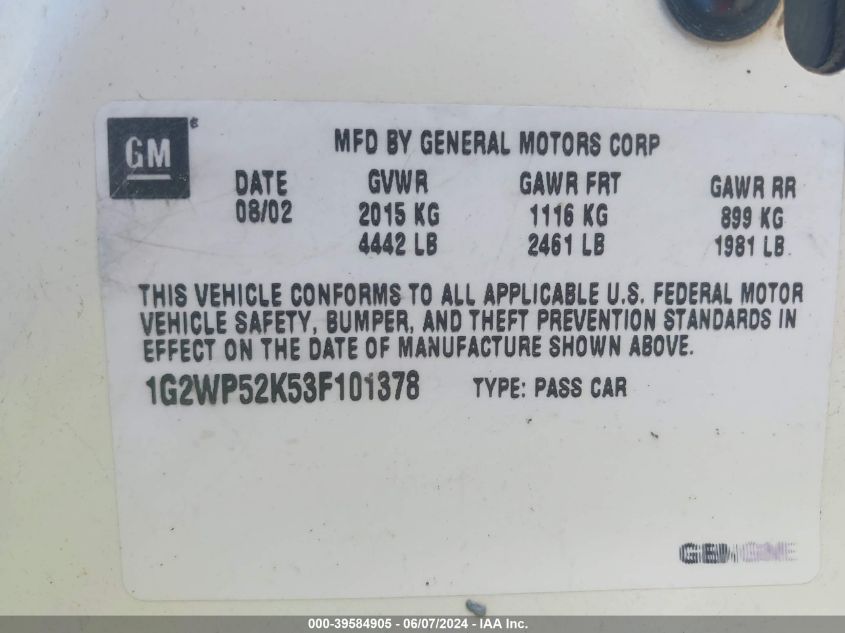 GM
MFD BY GENERAL MOTORS CORP
DATE GVWR GAWR FRT GAWR RR
08/02 2015 KG 1116 KG 899 KG
4442 LB 2461 LB 1981 LB
THIS VEHICLE CONFORMS TO ALL APPLICABLE U.S. FEDERAL MOTOR
VEHICLE SAFETY, BUMPER, AND THEFT PREVENTION STANDARDS IN
EFFECT ON THE DATE OF MANUFACTURE SHOWN ABOVE.
1G2WP52K53F101378 TYPE: PASS CAR
000-39584905 - 06/07/2024 - IAA Inc.